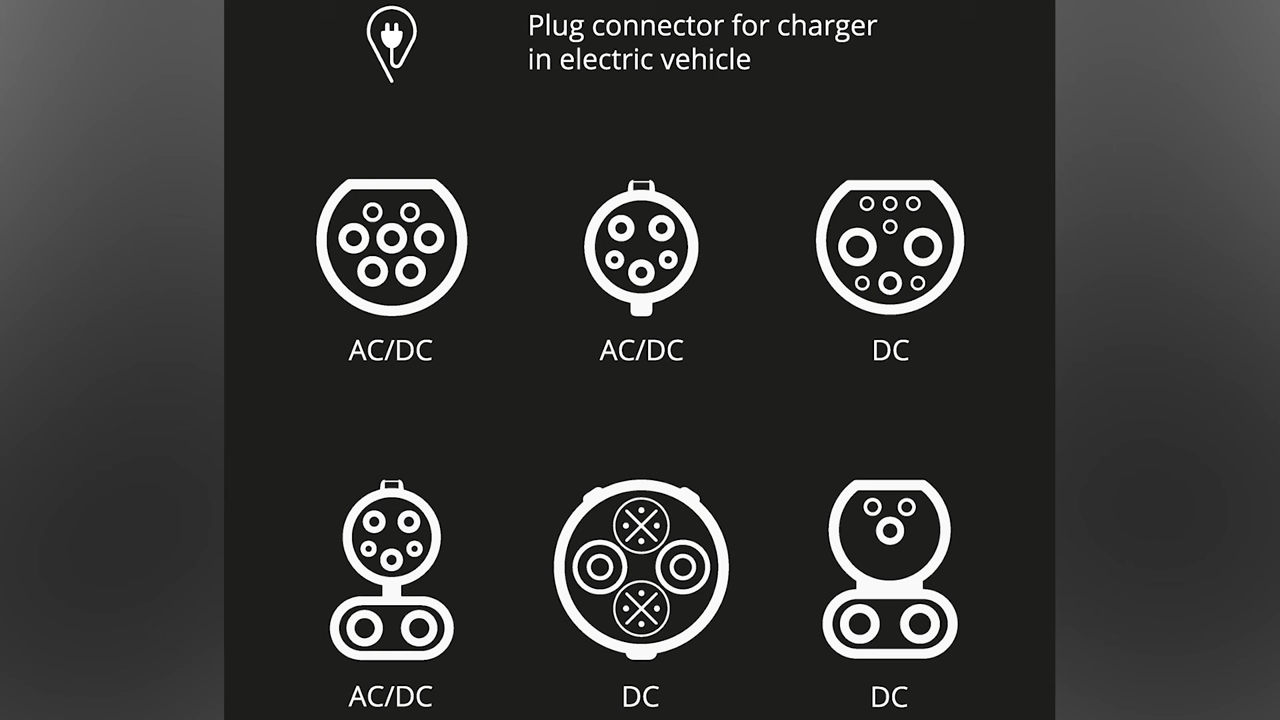 Plug connector for charger
in electric vehicle
AC/DC
AC/DC
DC
AC/DC
DC
DC